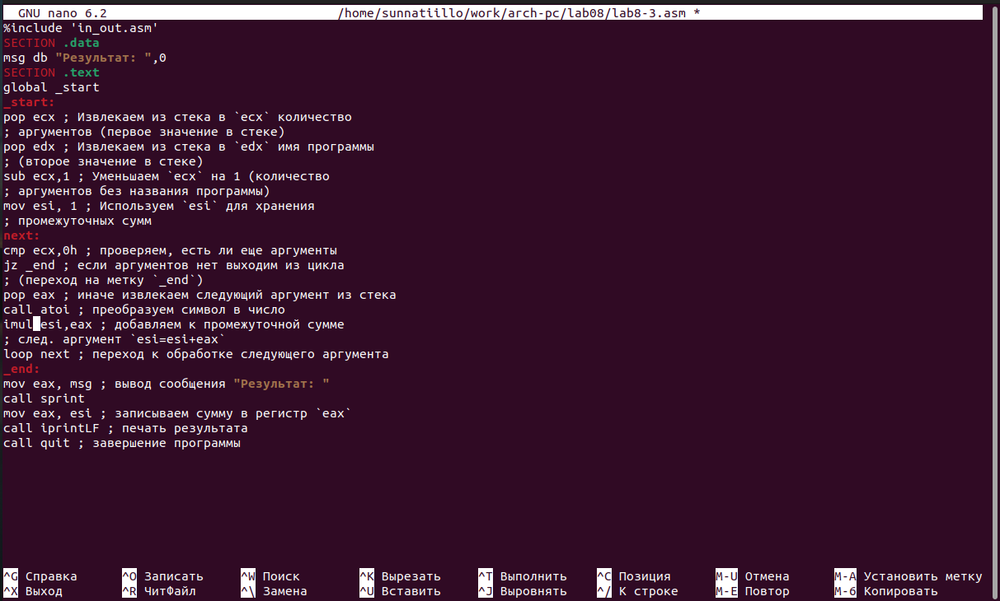 GNU nano 6.2 /home/sunnatiillo/work/arch-pc/lab08/lab8-3.asm *
%include 'in_out.asm'
SECTION .data
msg db "Результат: ",0
SECTION .text
global _start
_start:
pop ecx ; Извлекаем из стека в `ecx` количество
; аргументов (первое значение в стеке)
pop edx ; Извлекаем из стека в `edx` имя программы
; (второе значение в стеке)
sub ecx,1 ; Уменьшаем `ecx` на 1 (количество
; аргументов без названия программы)
mov esi, 1 ; Используем `esi` для хранения
; промежуточных сумм
next:
cmp ecx,0h ; проверяем, есть ли еще аргументы
jz _end ; если аргументов нет выходим из цикла
; (переход на метку `_end`)
pop eax ; иначе извлекаем следующий аргумент из стека
call atoi ; преобразуем символ в число
imul esi,eax ; добавляем к промежуточной сумме
; след. аргумент `esi=esi+eax`
loop next ; переход к обработке следующего аргумента
_end:
mov eax, msg ; вывод сообщения "Результат: "
call sprint
mov eax, esi ; записываем сумму в регистр `eax`
call iprintLF ; печать результата
call quit ; завершение программы
^G Справка ^O Записать ^W Поиск ^K Вырезать ^T Выполнить ^C Позиция M-U Отмена M-A Установить метку
^X Выход ^R ЧитФайл ^\ Замена ^U Вставить ^J Выровнять ^/ К строке M-E Повтор M-6 Копировать